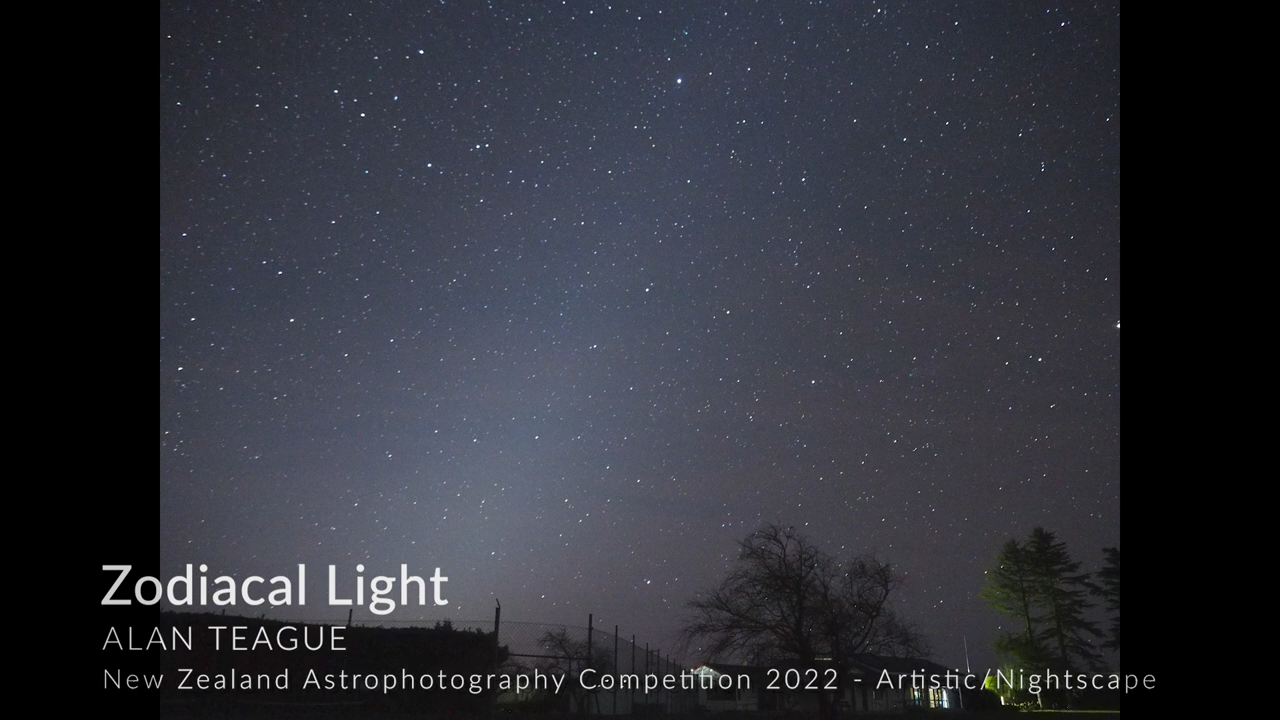 Zodiacal Light
ALAN TEAGUE
New Zealand Astrophotography Competition 2022 - Artistic/Nightscape